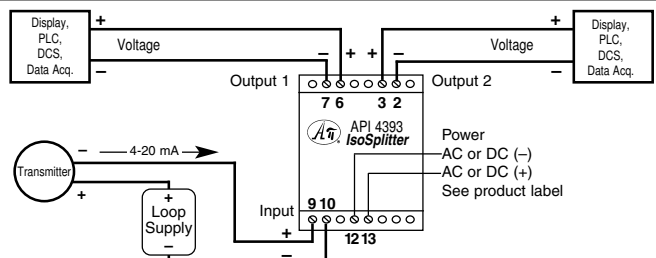 Display,
PLC,
DCS,
Data Acq.
+
–
Voltage
– +
Output 1
7 6
+ –
Output 2
3 2
Voltage
+
–
Display,
PLC,
DCS,
Data Acq.
API 4393
IsoSplitter
Power
AC or DC (–)
AC or DC (+)
See product label
Transmitter
–
4-20 mA
+
+
Loop
Supply
–
Input
9 10
+
–
12 13